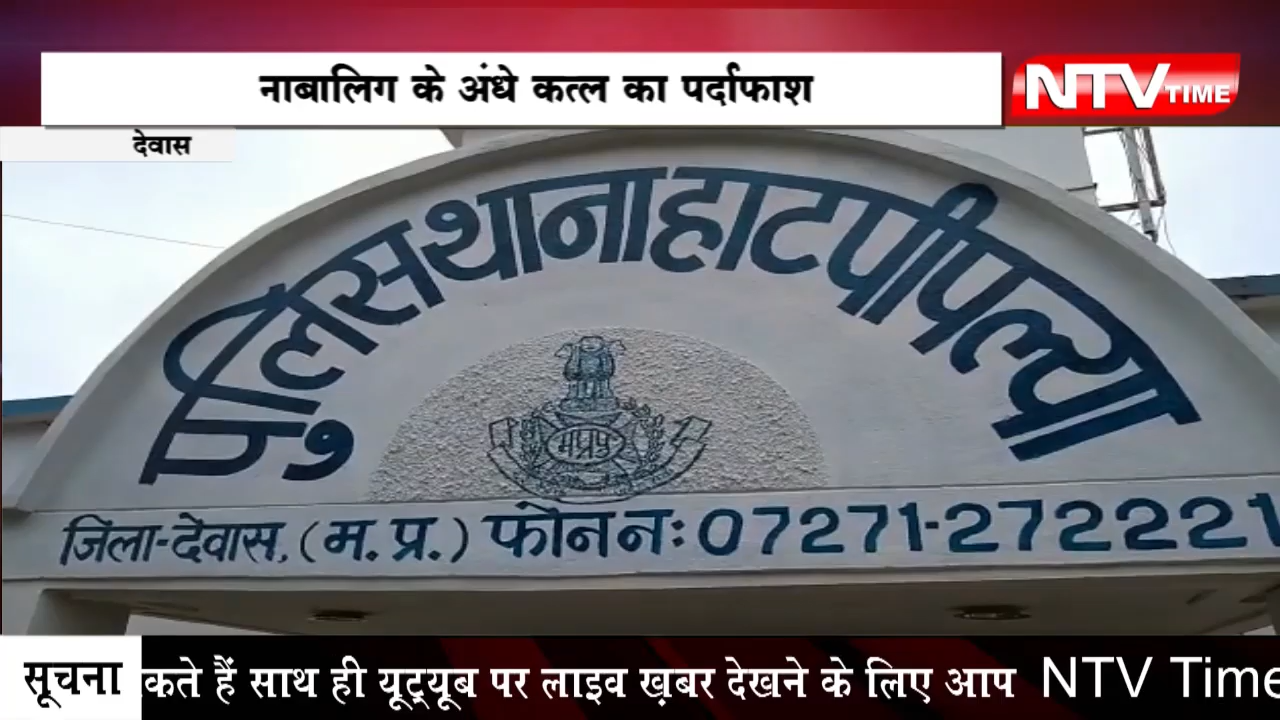 नाबालिग के अंधे कत्ल का पर्दाफाश
NTV TIME
देवास
पुलिस थाना हाटपीपल्या
म.प्र.पु.
जिला-देवास, (म. प्र.) फोन नः 07271-272221
सूचना
कते हैं साथ ही यूट्यूब पर लाइव ख़बर देखने के लिए आप NTV Time